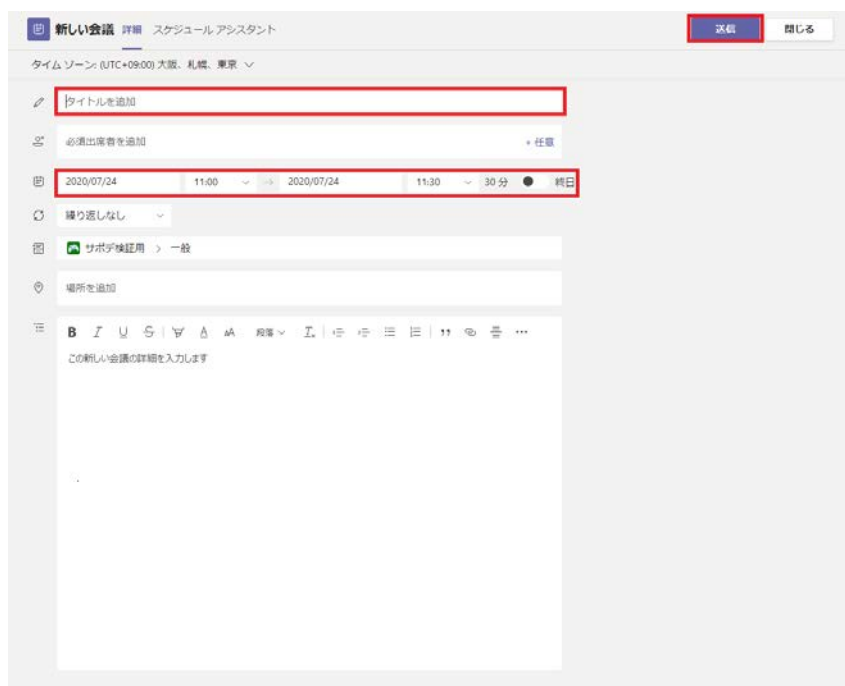 新しい会議 詳細 スケジュール アシスタント 送信 閉じる
タイム ゾーン: (UTC+09:00) 大阪、札幌、東京
タイトルを追加
必須出席者を追加 + 任意
2020/07/24 11:00 → 2020/07/24 11:30 30 分 終日
繰り返しなし
サポデ検証用 > 一般
場所を追加
B I U S A AA 段落
この新しい会議の詳細を入力します